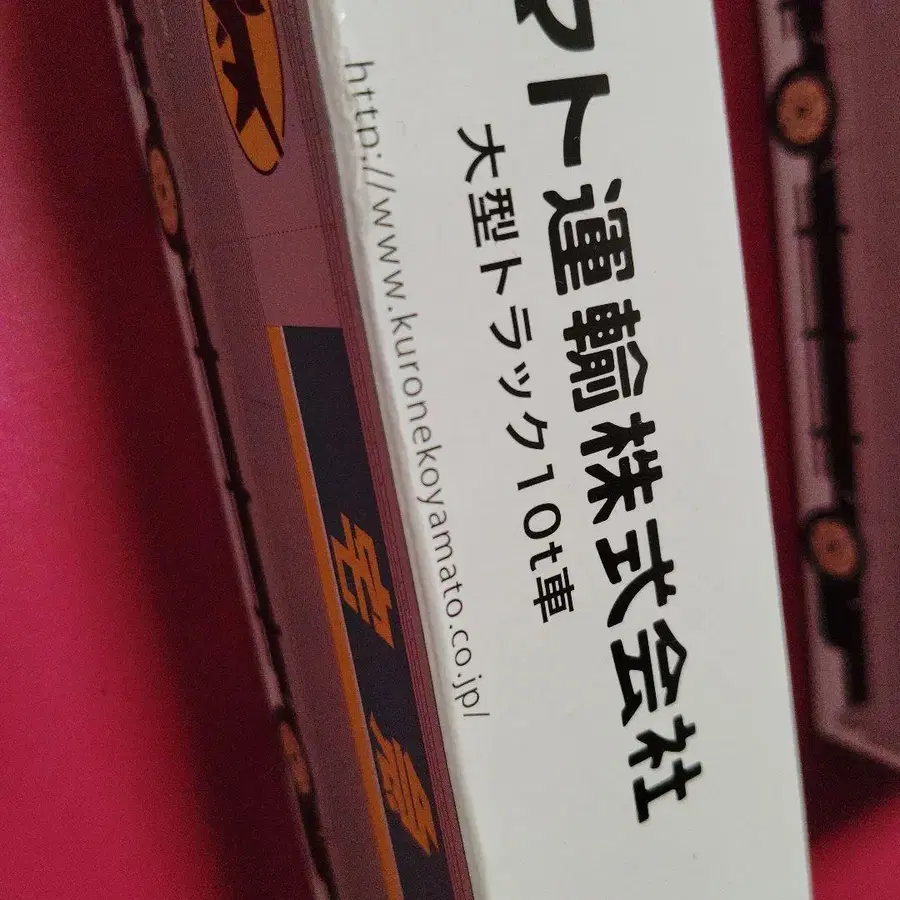 マト運輸株式会社
大型トラック10t車
http://www.kuronekoyamato.co.jp/
宅急